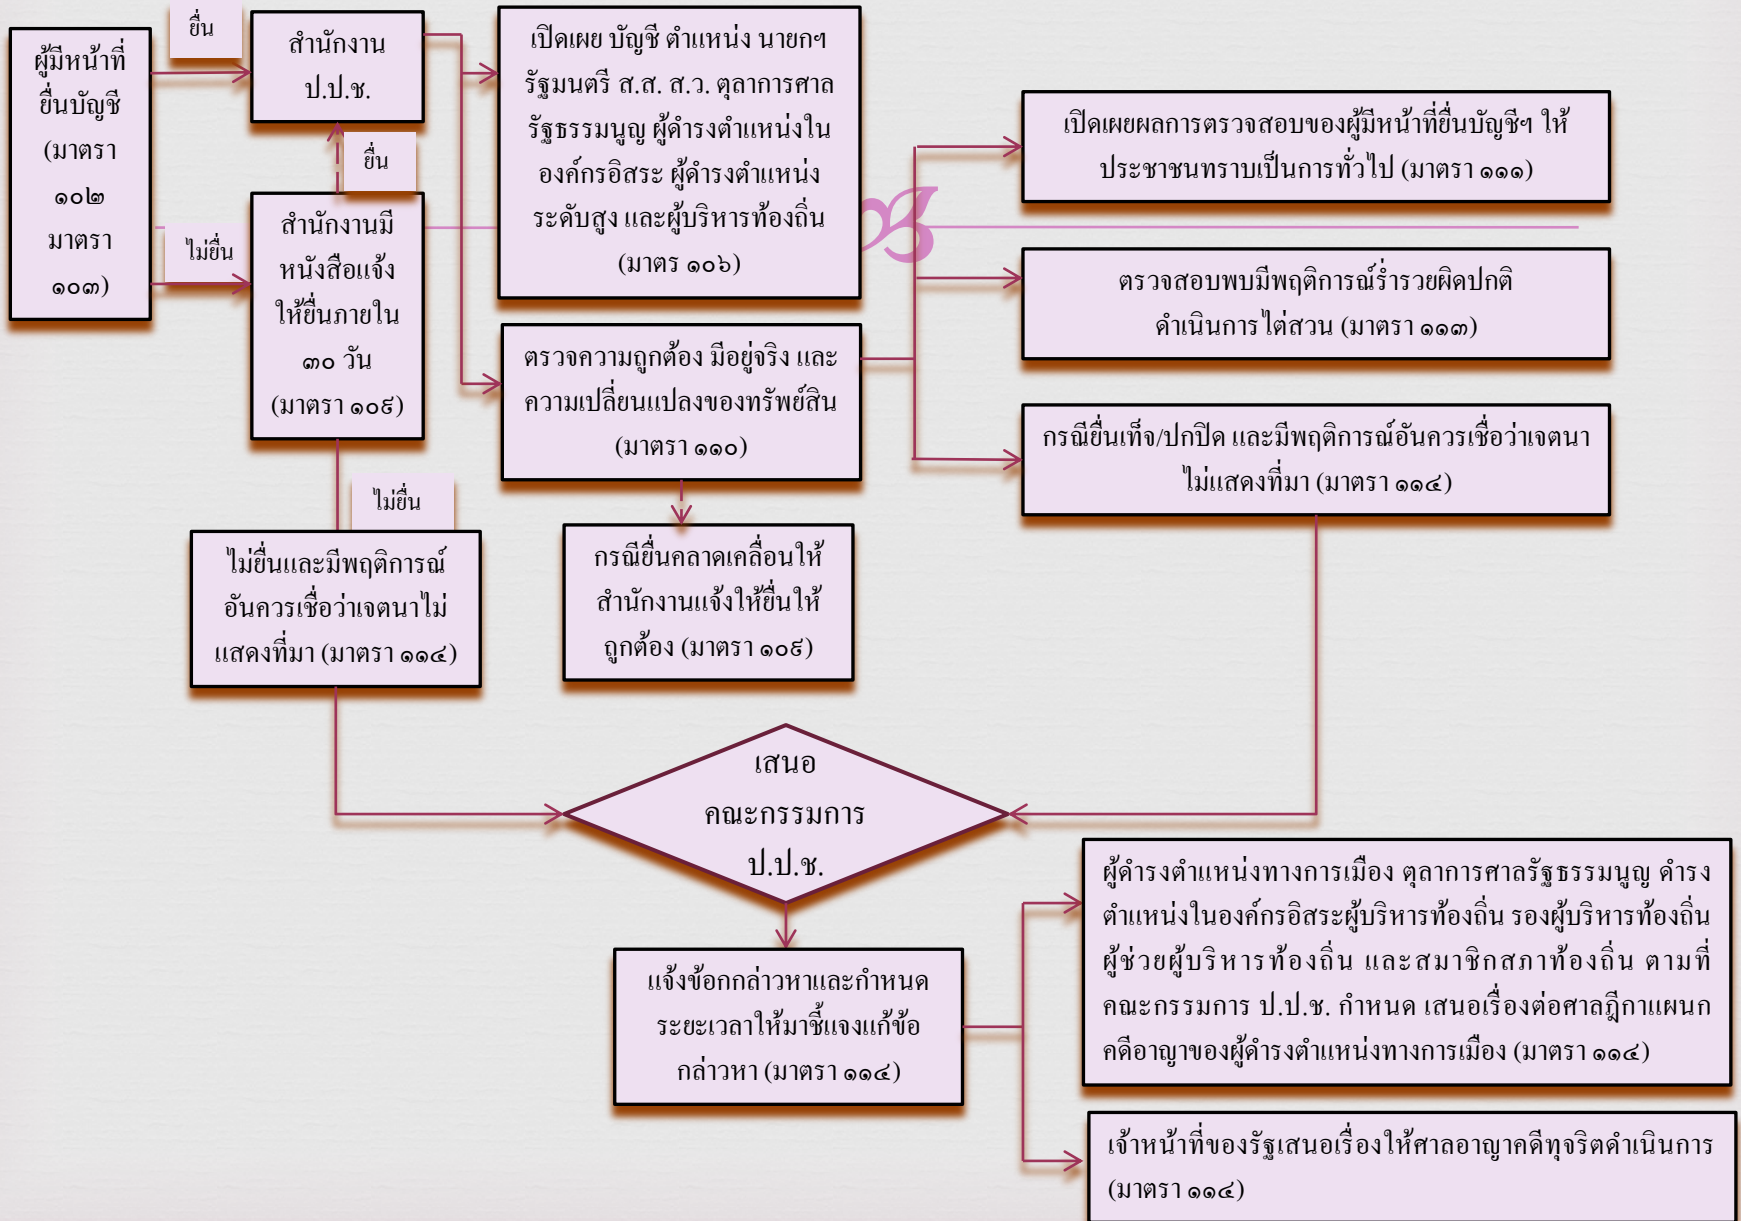 ผู้มีหน้าที่
ยื่นบัญชี
(มาตรา
๑๐๒
มาตรา
๑๐๓)
ยื่น
สำนักงาน
ป.ป.ช.
ยื่น
ไม่ยื่น
สำนักงานมี
หนังสือแจ้ง
ให้ยื่นภายใน
๓๐ วัน
(มาตรา ๑๐๙)
ไม่ยื่น
ไม่ยื่นและมีพฤติการณ์
อันควรเชื่อว่าเจตนาไม่
แสดงที่มา (มาตรา ๑๑๔)
เปิดเผย บัญชี ตำแหน่ง นายกฯ
รัฐมนตรี ส.ส. ส.ว. ตุลาการศาล
รัฐธรรมนูญ ผู้ดำรงตำแหน่งใน
องค์กรอิสระ ผู้ดำรงตำแหน่ง
ระดับสูง และผู้บริหารท้องถิ่น
(มาตร ๑๐๖)
ตรวจความถูกต้อง มีอยู่จริง และ
ความเปลี่ยนแปลงของทรัพย์สิน
(มาตรา ๑๑๐)
กรณียื่นคลาดเคลื่อนให้
สำนักงานแจ้งให้ยื่นให้
ถูกต้อง (มาตรา ๑๐๙)
เปิดเผยผลการตรวจสอบของผู้มีหน้าที่ยื่นบัญชีฯ ให้
ประชาชนทราบเป็นการทั่วไป (มาตรา ๑๑๑)
ตรวจสอบพบมีพฤติการณ์ร่ำรวยผิดปกติ
ดำเนินการไต่สวน (มาตรา ๑๑๓)
กรณียื่นเท็จ/ปกปิด และมีพฤติการณ์อันควรเชื่อว่าเจตนา
ไม่แสดงที่มา (มาตรา ๑๑๔)
เสนอ
คณะกรรมการ
ป.ป.ช.
แจ้งข้อกกล่าวหาและกำหนด
ระยะเวลาให้มาชี้แจงแก้ข้อ
กล่าวหา (มาตรา ๑๑๔)
ผู้ดำรงตำแหน่งทางการเมือง ตุลาการศาลรัฐธรรมนูญ ดำรง
ตำแหน่งในองค์กรอิสระผู้บริหารท้องถิ่น รองผู้บริหารท้องถิ่น
ผู้ช่วยผู้บริหารท้องถิ่น และสมาชิกสภาท้องถิ่น ตามที่
คณะกรรมการ ป.ป.ช. กำหนด เสนอเรื่องต่อศาลฎีกาแผนก
คดีอาญาของผู้ดำรงตำแหน่งทางการเมือง (มาตรา ๑๑๔)
เจ้าหน้าที่ของรัฐเสนอเรื่องให้ศาลอาญาคดีทุจริตดำเนินการ
(มาตรา ๑๑๔)